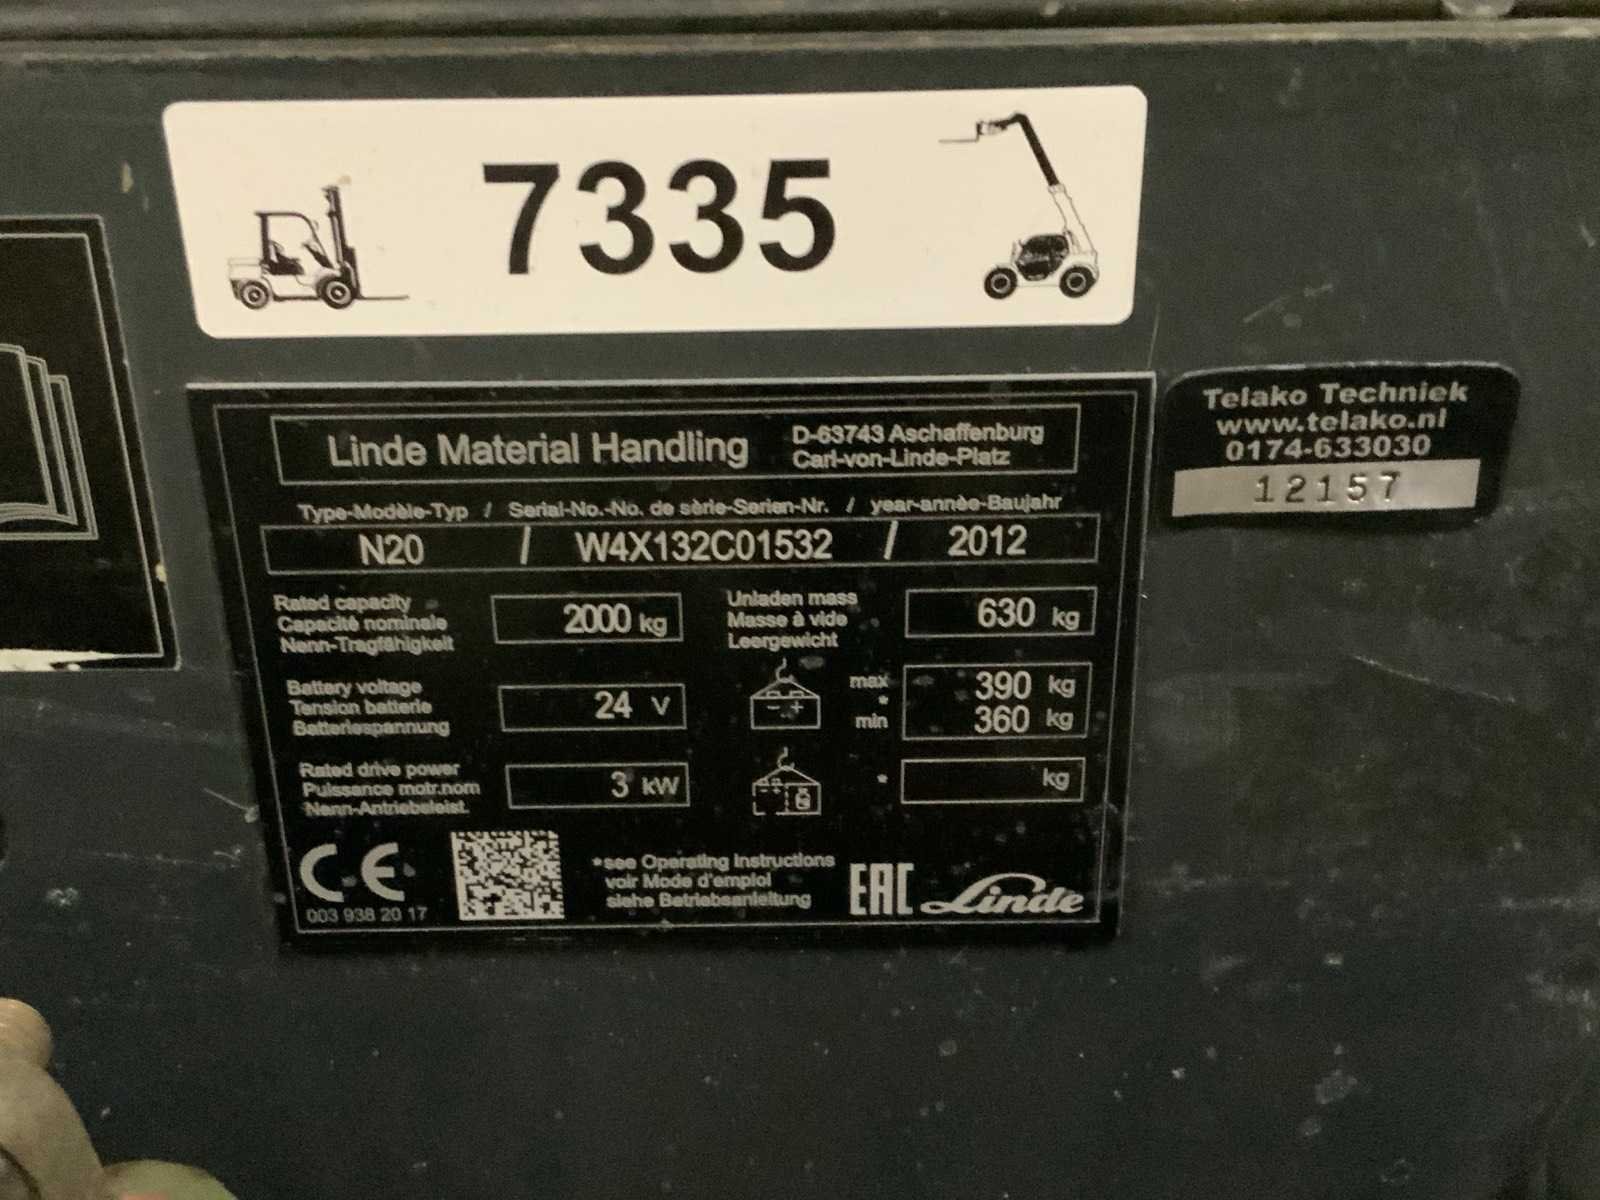 7335
Linde Material Handling
D-63743 Aschaffenburg
Carl-von-Linde-Platz
Type-Modèle-Typ / Serial-No.-No. de série-Serien-Nr. / year-année-Baujahr
N20 / W4X132C01532 / 2012
Rated capacity
Capacité nominale
Nenn-Tragfähigkeit
2000 kg
Unladen mass
Masse à vide
Leergewicht
630 kg
Battery voltage
Tension batterie
Batteriespannung
24 V
max
*
min
390 kg
360 kg
Rated drive power
Puissance motr.nom
Nenn-Antriebsleist.
3 kW
*
kg
CE
003 938 20 17
*see Operating Instructions
voir Mode d'emploi
siehe Betriebsanleitung
EAC
Linde
Telako Techniek
www.telako.nl
0174-633030
12157